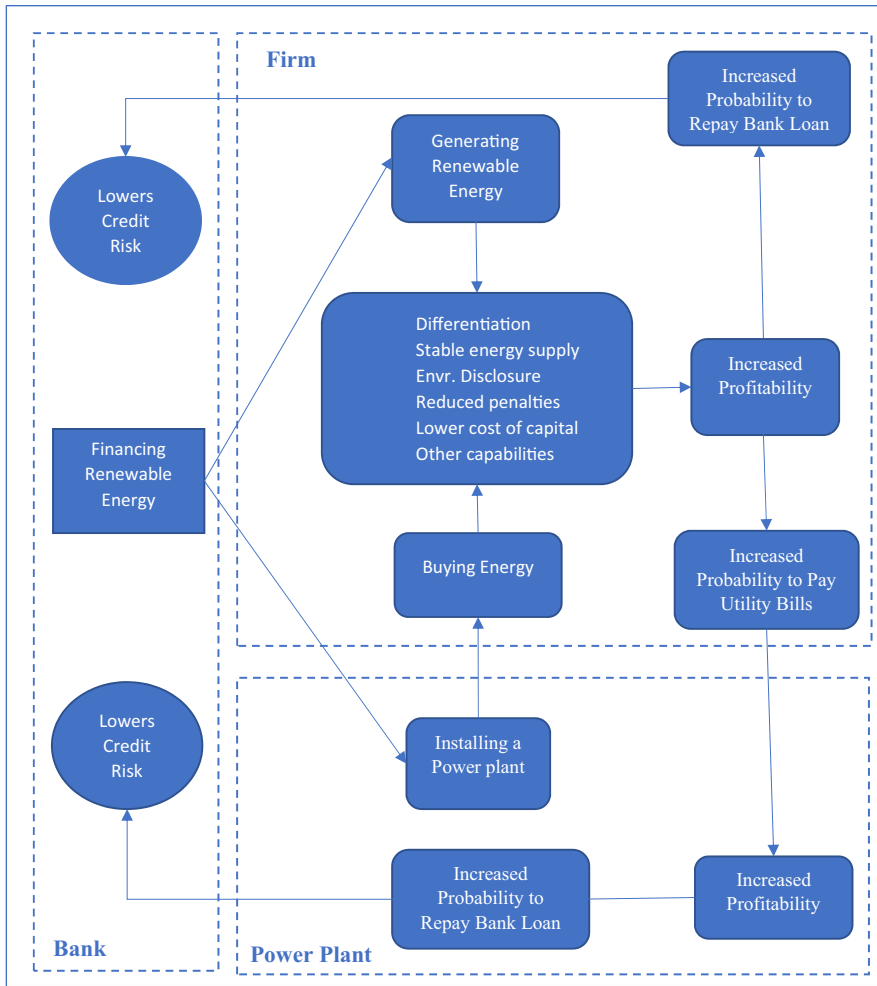 Firm
Increased
Probability to
Repay Bank Loan
Generating
Renewable
Energy
Lowers
Credit
Risk
Differentiation
Stable energy supply
Envr. Disclosure
Reduced penalties
Lower cost of capital
Other capabilities
Increased
Profitability
Financing
Renewable
Energy
Buying Energy
Increased
Probability to Pay
Utility Bills
Lowers
Credit
Risk
Installing a
Power plant
Increased
Probability to
Repay Bank Loan
Increased
Profitability
Bank
Power Plant